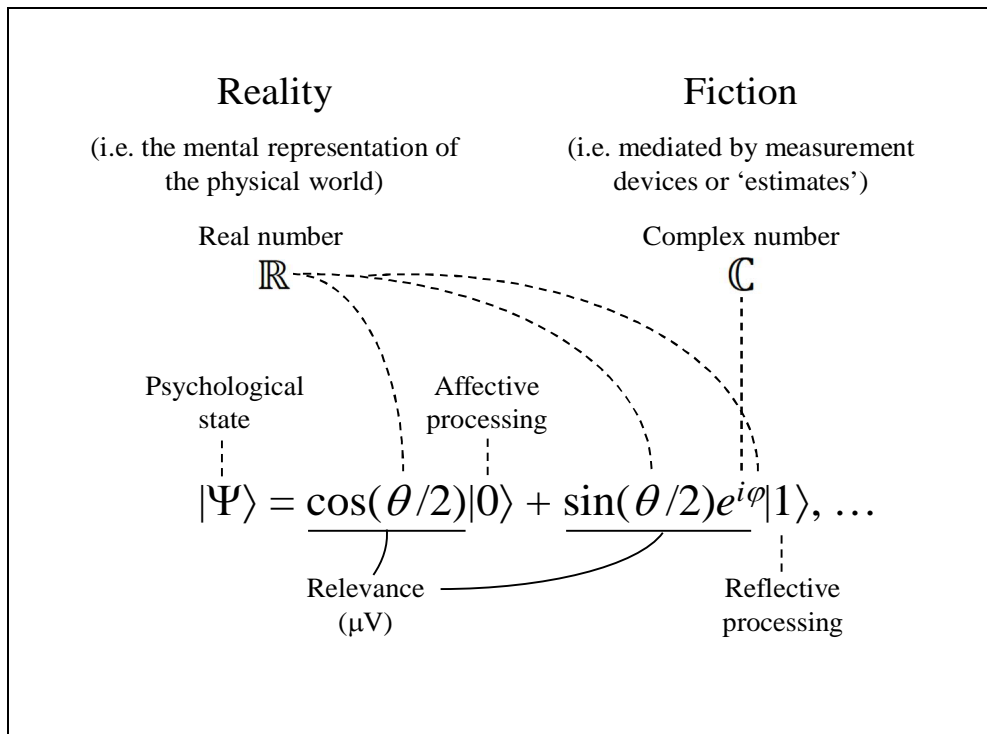 Reality
Fiction
(i.e. the mental representation of
the physical world)
(i.e. mediated by measurement
devices or ‘estimates’)
Real number
ℝ
Complex number
ℂ
Psychological
state
Affective
processing
|Ψ⟩ = cos(θ/2)|0⟩ + sin(θ/2)e^{iφ}|1⟩, …
Relevance
(μV)
Reflective
processing